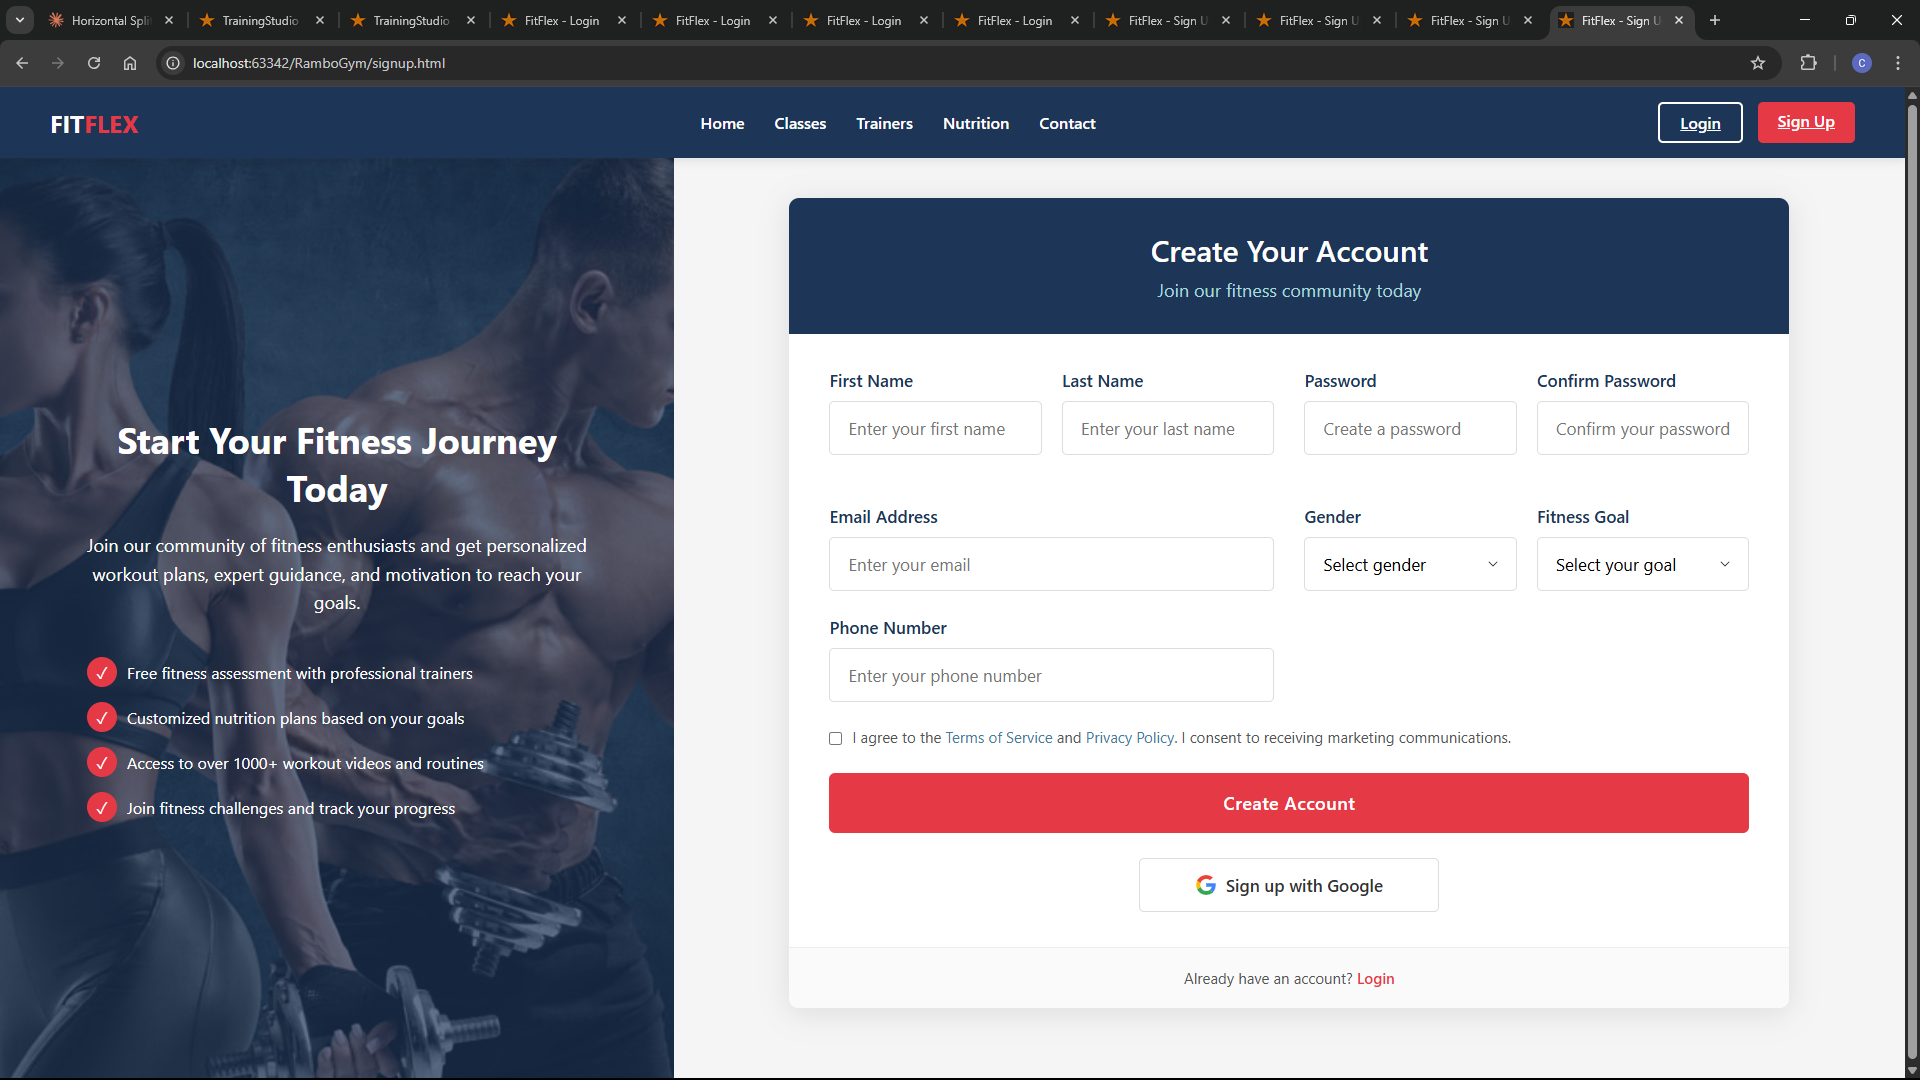 Horizontal Spli
TrainingStudio
TrainingStudio
FitFlex - Login
FitFlex - Login
FitFlex - Login
FitFlex - Login
FitFlex - Sign U
FitFlex - Sign U
FitFlex - Sign U
FitFlex - Sign U
localhost:63342/RamboGym/signup.html
C
FITFLEX
Home
Classes
Trainers
Nutrition
Contact
Login
Sign Up
Start Your Fitness Journey
Today
Join our community of fitness enthusiasts and get personalized
workout plans, expert guidance, and motivation to reach your
goals.
✓ Free fitness assessment with professional trainers
✓ Customized nutrition plans based on your goals
✓ Access to over 1000+ workout videos and routines
✓ Join fitness challenges and track your progress
Create Your Account
Join our fitness community today
First Name
Last Name
Password
Confirm Password
Enter your first name
Enter your last name
Create a password
Confirm your password
Email Address
Gender
Fitness Goal
Enter your email
Select gender
Select your goal
Phone Number
Enter your phone number
I agree to the Terms of Service and Privacy Policy. I consent to receiving marketing communications.
Create Account
Sign up with Google
Already have an account? Login